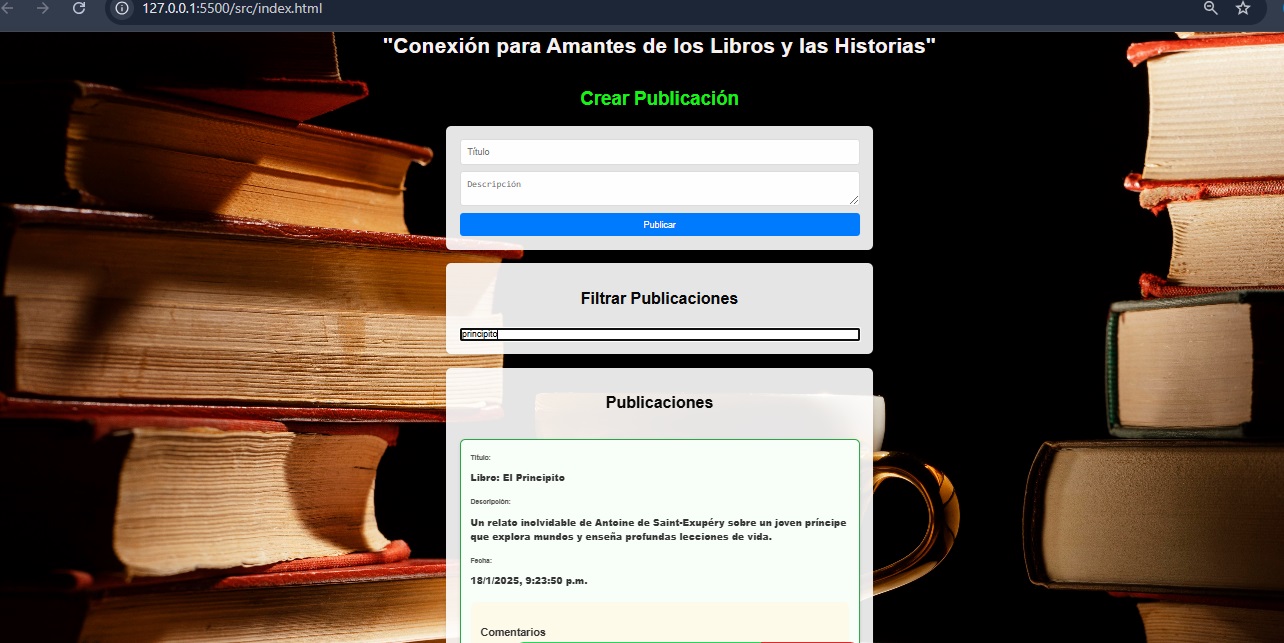 127.0.0.1:5500/src/index.html
"Conexión para Amantes de los Libros y las Historias"
Crear Publicación
Título
Descripción
Publicar
Filtrar Publicaciones
principito
Publicaciones
Título:
Libro: El Principito
Descripción:
Un relato inolvidable de Antoine de Saint-Exupéry sobre un joven príncipe
que explora mundos y enseña profundas lecciones de vida.
Fecha:
18/1/2025, 9:23:50 p.m.
Comentarios